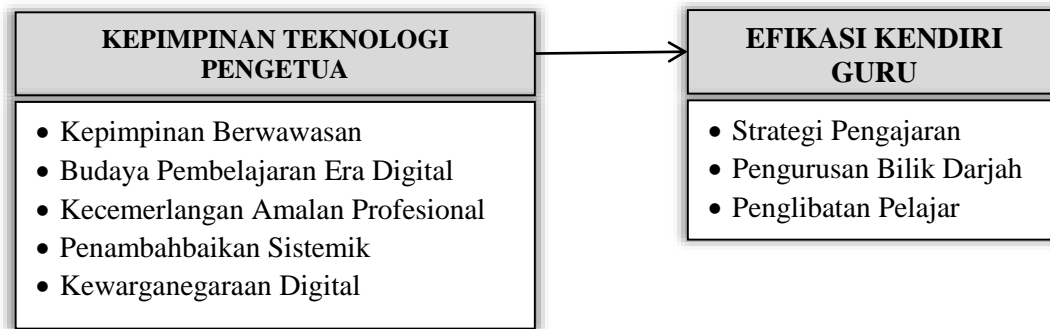 KEPIMPINAN TEKNOLOGI
PENGETUA
• Kepimpinan Berwawasan
• Budaya Pembelajaran Era Digital
• Kecemerlangan Amalan Profesional
• Penambahbaikan Sistemik
• Kewarganegaraan Digital
EFIKASI KENDIRI
GURU
• Strategi Pengajaran
• Pengurusan Bilik Darjah
• Penglibatan Pelajar